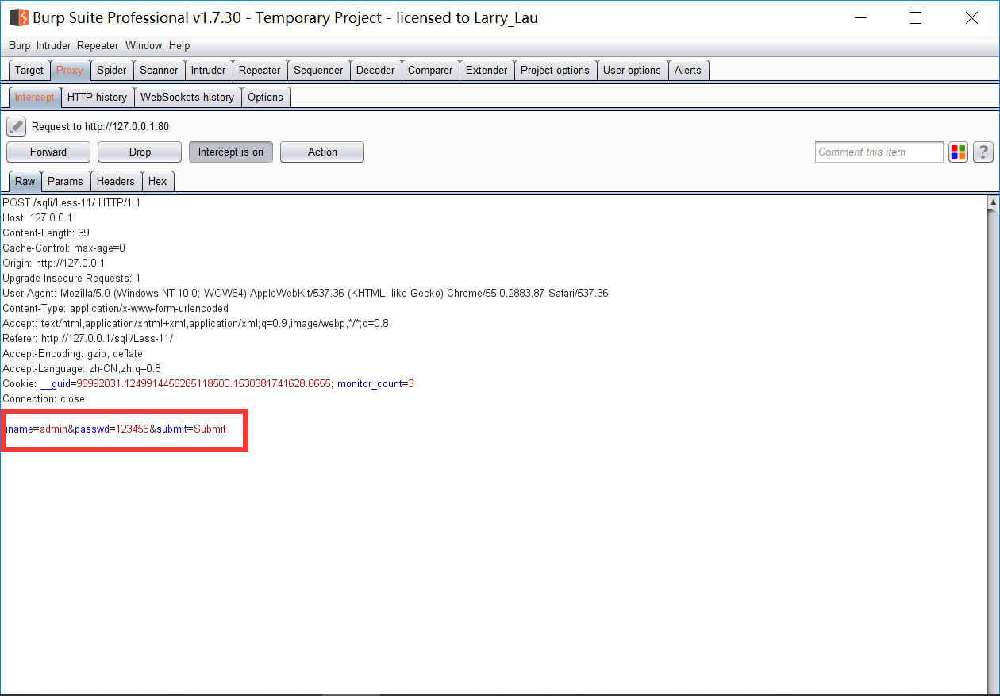 Burp Suite Professional v1.7.30 - Temporary Project - licensed to Larry_Lau
Burp Intruder Repeater Window Help
Target Proxy Spider Scanner Intruder Repeater Sequencer Decoder Comparer Extender Project options User options Alerts
Intercept HTTP history WebSockets history Options
Request to http://127.0.0.1:80
Forward Drop Intercept is on Action Comment this item ?
Raw Params Headers Hex
POST /sqli/Less-11/ HTTP/1.1
Host: 127.0.0.1
Content-Length: 39
Cache-Control: max-age=0
Origin: http://127.0.0.1
Upgrade-Insecure-Requests: 1
User-Agent: Mozilla/5.0 (Windows NT 10.0; WOW64) AppleWebKit/537.36 (KHTML, like Gecko) Chrome/55.0.2883.87 Safari/537.36
Content-Type: application/x-www-form-urlencoded
Accept: text/html,application/xhtml+xml,application/xml;q=0.9,image/webp,*/*;q=0.8
Referer: http://127.0.0.1/sqli/Less-11/
Accept-Encoding: gzip, deflate
Accept-Language: zh-CN,zh;q=0.8
Cookie: __guid=96992031.1249914456265118500.1530381741628.6655; monitor_count=3
Connection: close
uname=admin&passwd=123456&submit=Submit